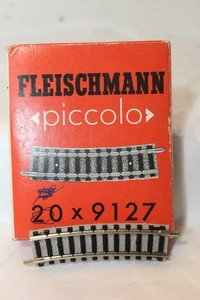 FLEISCHMANN
«piccolo»
20 x 9127